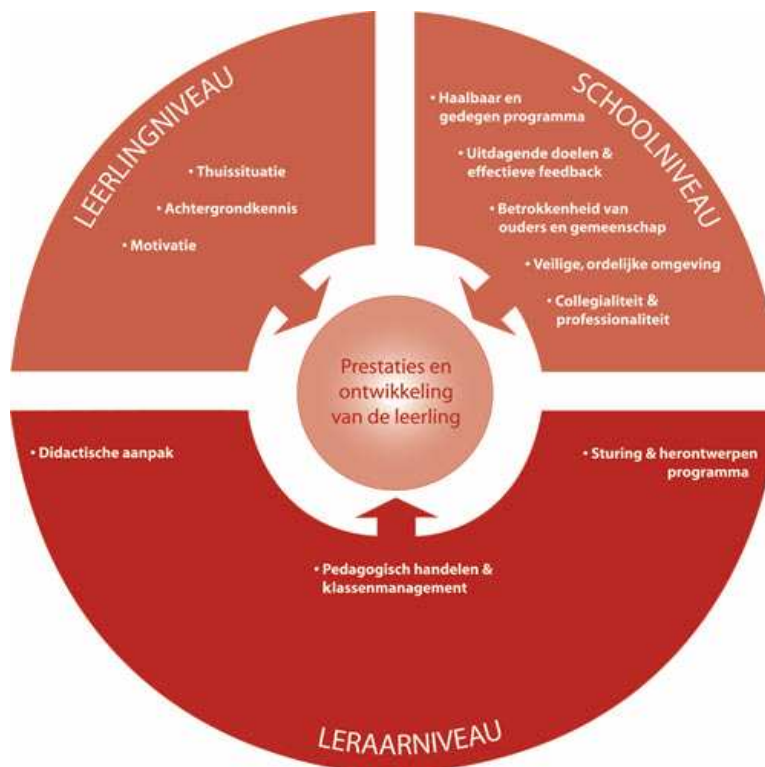 LEERLINGNIVEAU
• Thuissituatie
• Achtergrondkennis
• Motivatie
SCHOOLNIVEAU
• Haalbaar en
gedegen programma
• Uitdagende doelen &
effectieve feedback
• Betrokkenheid van
ouders en gemeenschap
• Veilige, ordelijke omgeving
• Collegialiteit &
professionaliteit
Prestaties en
ontwikkeling
van de leerling
• Didactische aanpak
• Sturing & herontwerpen
programma
• Pedagogisch handelen &
klassenmanagement
LERAARNIVEAU